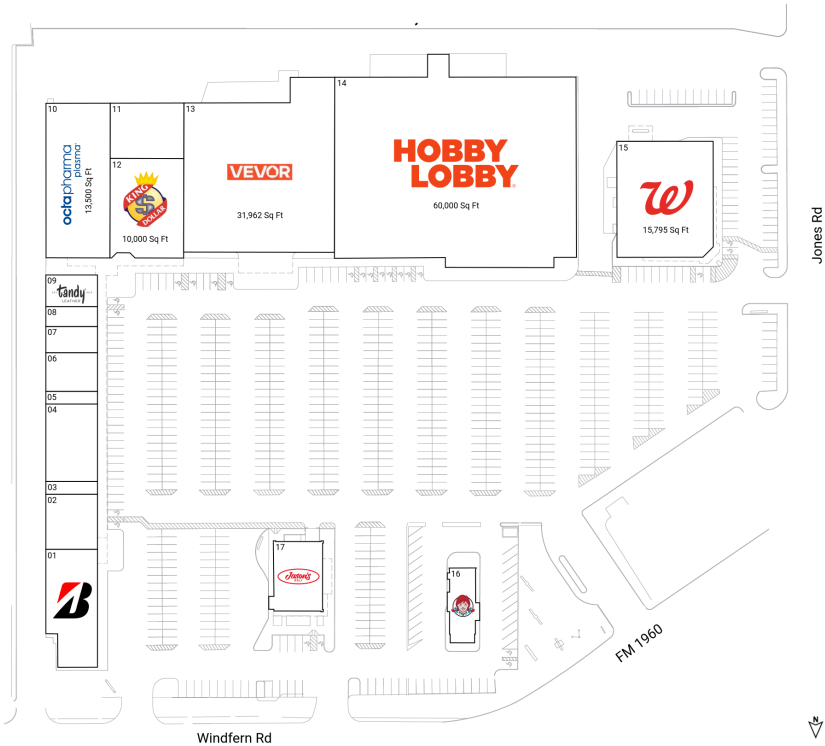 10
octapharma
plasma
13,500 Sq Ft
11
12
KING
$
DOLLAR
10,000 Sq Ft
13
VEVOR
31,962 Sq Ft
14
HOBBY
LOBBY
60,000 Sq Ft
15
W
15,795 Sq Ft
Jones Rd
09
Tandy
LEATHER
08
07
06
05
04
03
02
01
B
17
Jason's
DELI
16
FM 1960
Windfern Rd
N